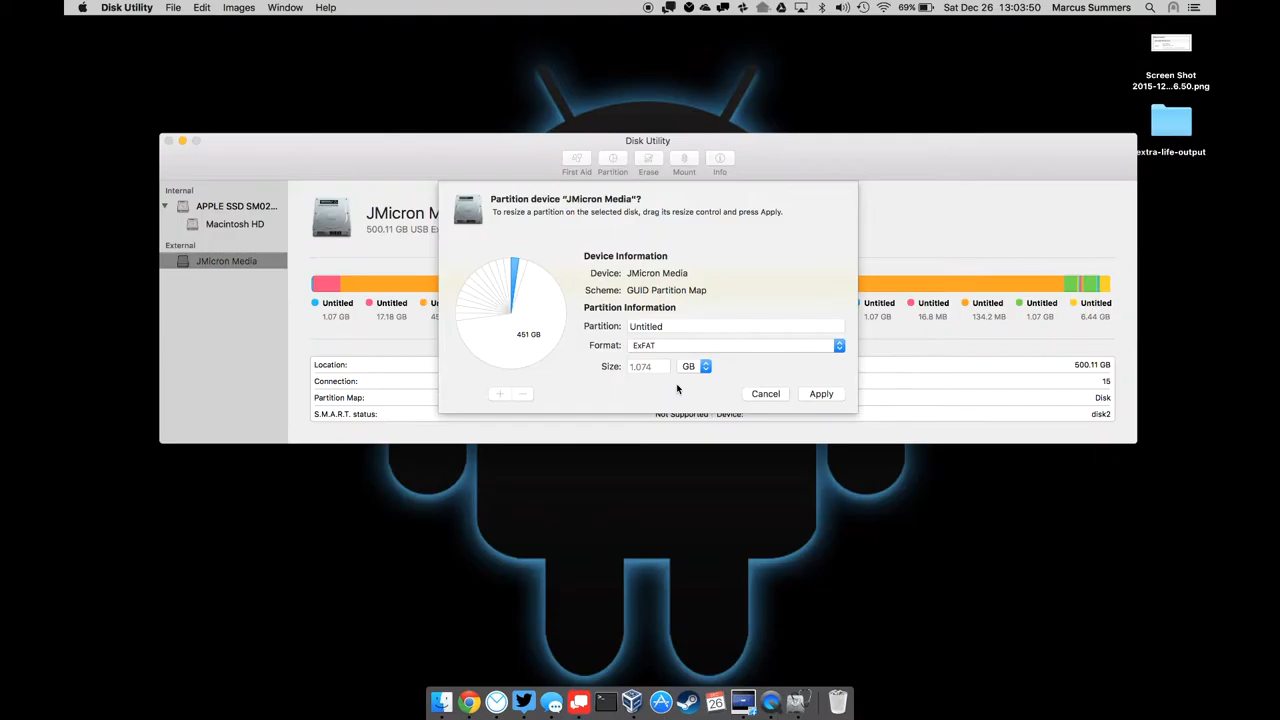 Disk Utility File Edit Images Window Help 69% Sat Dec 26 13:03:50 Marcus Summers
Screen Shot
2015-12...6.50.png
extra-life-output
Disk Utility
First Aid Partition Erase Mount Info
Internal
APPLE SSD SM02...
Macintosh HD
External
JMicron Media
JMicron M
500.11 GB USB Ex
Partition device “JMicron Media”?
To resize a partition on the selected disk, drag its resize control and press Apply.
451 GB
Device Information
Device: JMicron Media
Scheme: GUID Partition Map
Partition Information
Partition: Untitled
Format: ExFAT
Size: 1.074 GB
+ −
Cancel Apply
Untitled Untitled Untitled Untitled Untitled Untitled Untitled
1.07 GB 17.18 GB 1.07 GB 16.8 MB 134.2 MB 1.07 GB 6.44 GB
Location: 500.11 GB
Connection: 15
Partition Map: Disk
S.M.A.R.T. status: Not Supported Device: disk2
26